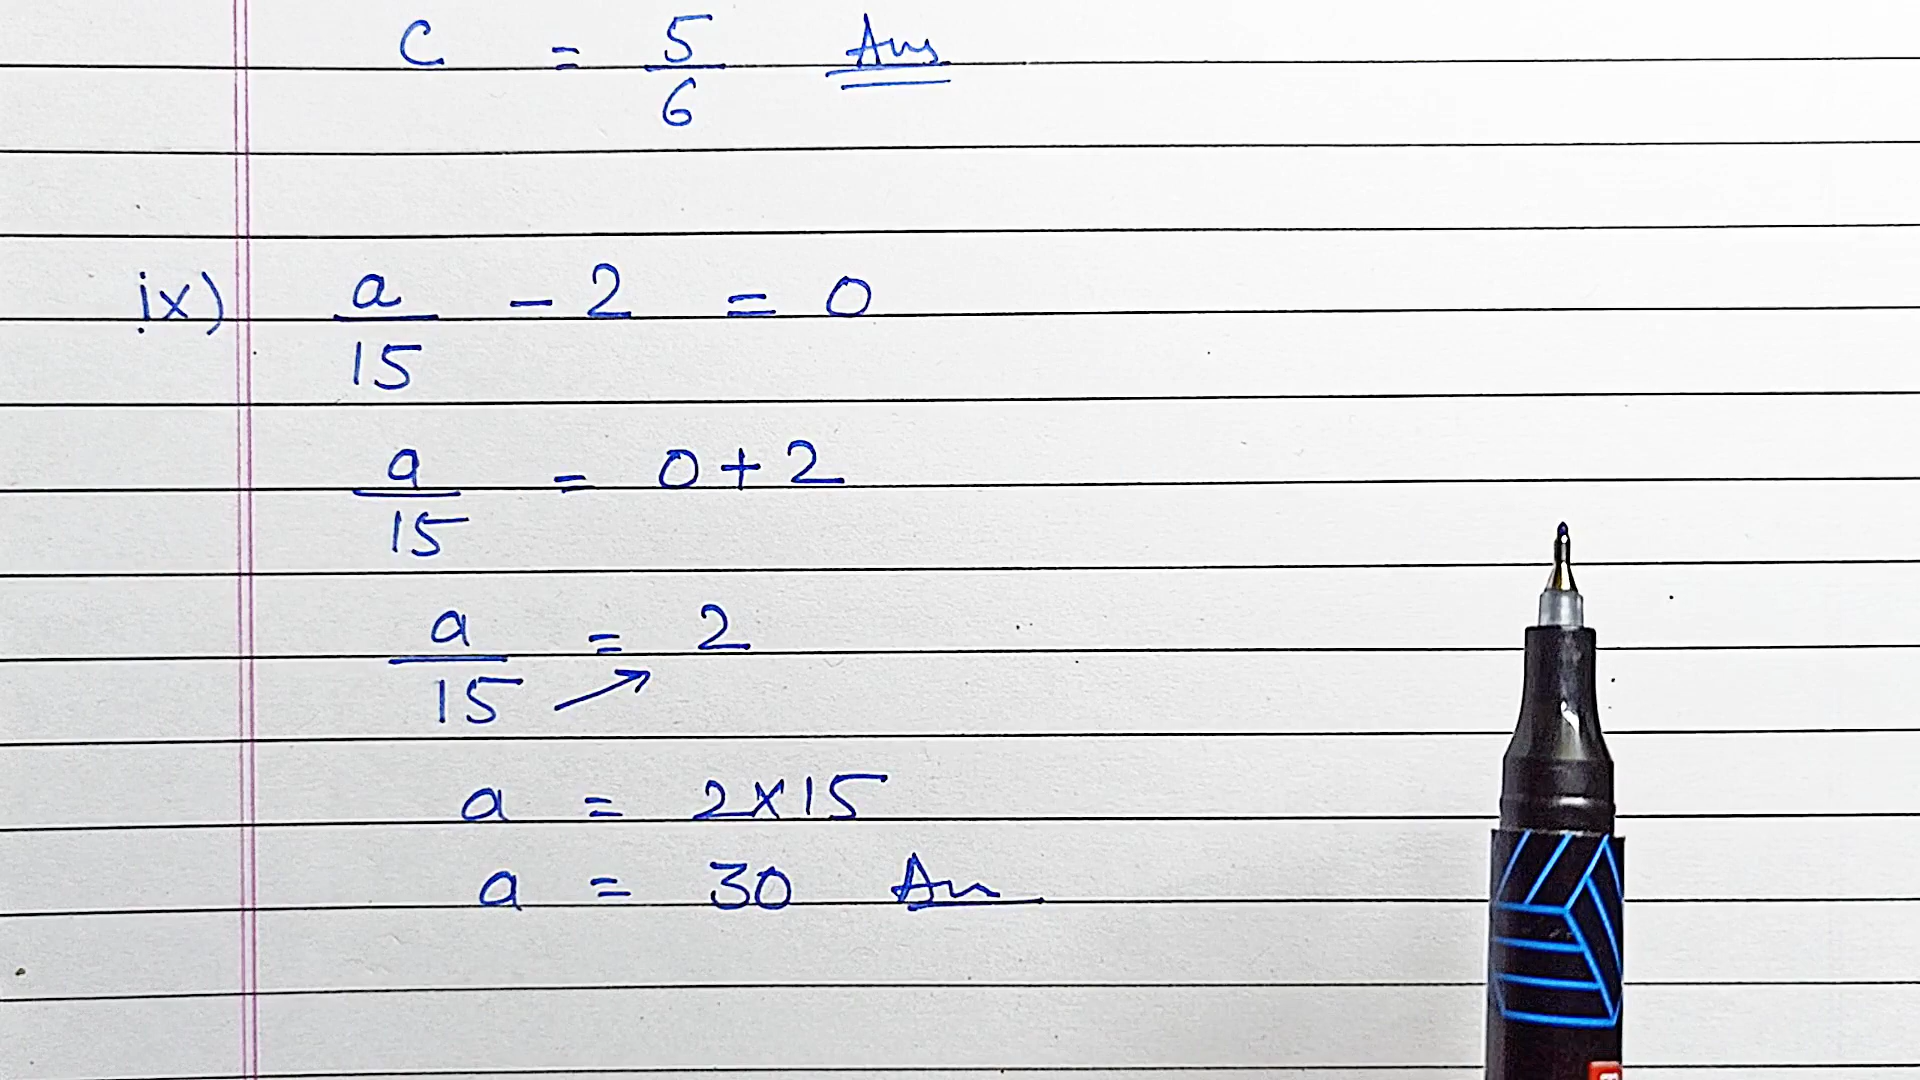 c = 5/6 Ans
ix) a/15 - 2 = 0
a/15 = 0+2
a/15 = 2
a = 2×15
a = 30 Ans